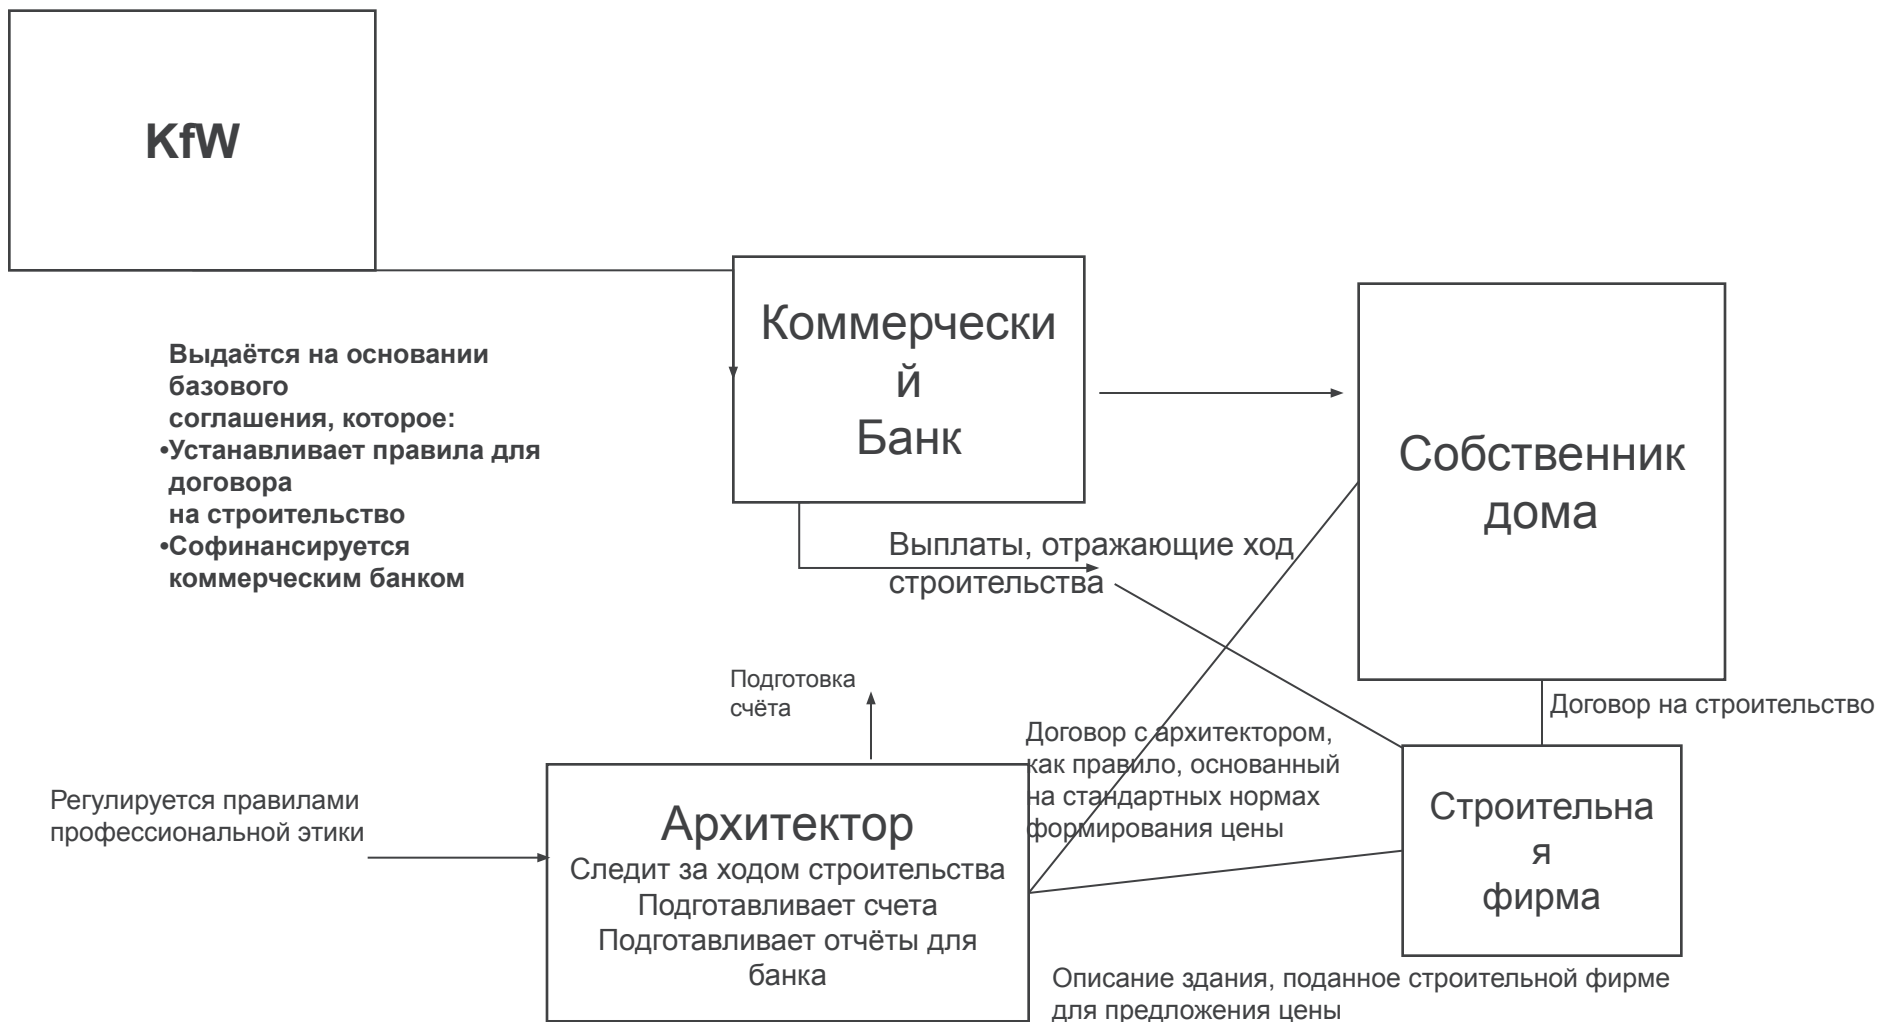 KfW
Коммерчески
й
Банк
Собственник
дома
Выдаётся на основании
базового
соглашения, которое:
•Устанавливает правила для
договора
на строительство
•Софинансируется
коммерческим банком
Выплаты, отражающие ход
строительства
Подготовка
счёта
Договор на строительство
Договор с архитектором,
как правило, основанный
на стандартных нормах
формирования цены
Регулируется правилами
профессиональной этики
Архитектор
Следит за ходом строительства
Подготавливает счета
Подготавливает отчёты для
банка
Строительна
я
фирма
Описание здания, поданное строительной фирме
для предложения цены